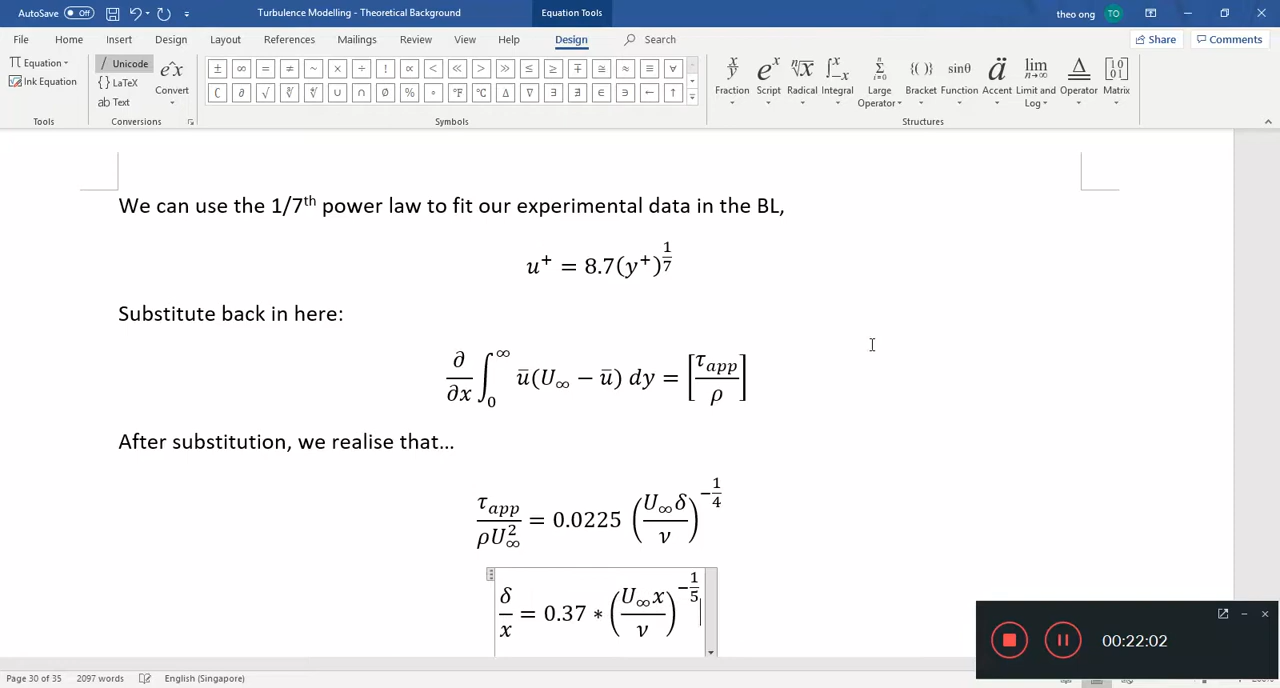 AutoSave Off Turbulence Modelling - Theoretical Background Equation Tools theo ong TO
File Home Insert Design Layout References Mailings Review View Help Design Search Share Comments
Equation / Unicode eˆx Convert
Ink Equation { } LaTeX
ab Text
± ∞ = ≠ ~ × ÷ ! ∝ < ≪ > ≫ ≤ ≥ ∓ ≅ ≈ ≡ ∀
∁ ∂ √ ∛ ∜ ∪ ∩ ∅ % ° °F °C ∆ ∇ ∃ ∄ ∈ ∋ ← ↑
Fraction Script Radical Integral Large Operator Bracket Function Accent Limit and Log Operator Matrix
Tools Conversions Symbols Structures
We can use the 1/7th power law to fit our experimental data in the BL,
u⁺ = 8.7(y⁺)^(1/7)
Substitute back in here:
∂/∂x ∫₀^∞ ū(U∞ − ū) dy = [τapp/ρ]
After substitution, we realise that...
τapp/ρU∞² = 0.0225 (U∞δ/ν)^(−1/4)
δ/x = 0.37 ∗ (U∞x/ν)^(−1/5)
00:22:02
Page 30 of 35 2097 words English (Singapore)